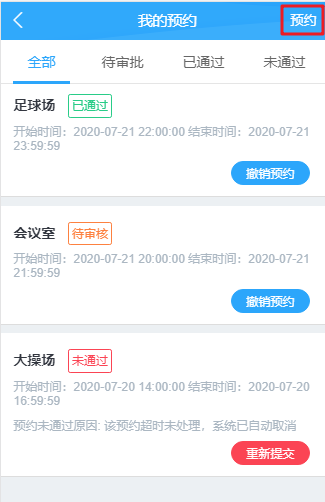 我的预约 预约
全部 待审批 已通过 未通过
足球场 已通过
开始时间：2020-07-21 22:00:00 结束时间：2020-07-21
23:59:59
撤销预约
会议室 待审核
开始时间：2020-07-21 20:00:00 结束时间：2020-07-21
21:59:59
撤销预约
大操场 未通过
开始时间：2020-07-20 14:00:00 结束时间：2020-07-20
16:59:59
预约未通过原因: 该预约超时未处理，系统已自动取消
重新提交